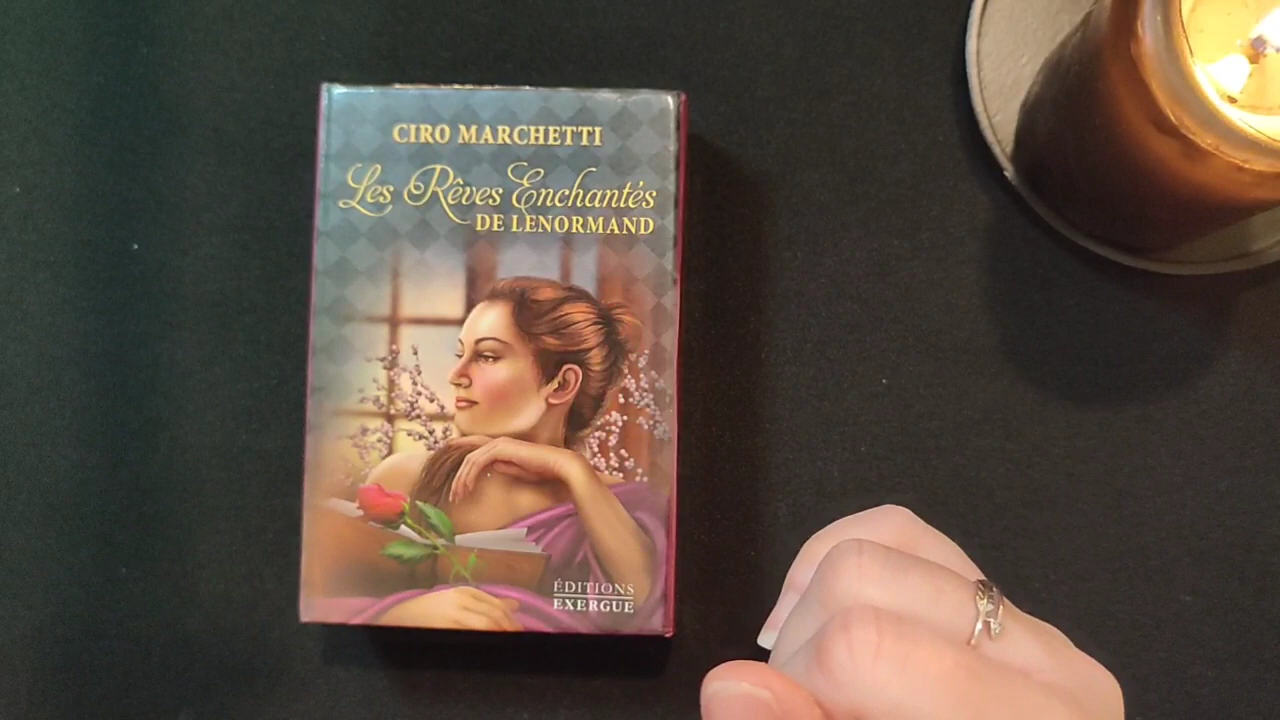 CIRO MARCHETTI
Les Rêves Enchantés
DE LENORMAND
ÉDITIONS
EXERGUE